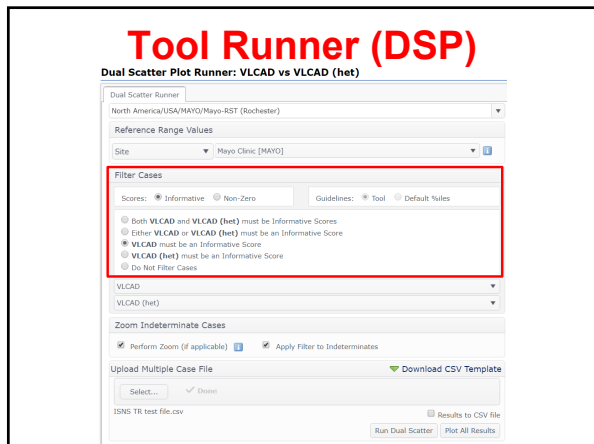 Tool Runner (DSP)
Dual Scatter Plot Runner: VLCAD vs VLCAD (het)
Dual Scatter Runner
North America/USA/MAYO/Mayo-RST (Rochester)
Reference Range Values
Site Mayo Clinic [MAYO]
Filter Cases
Scores: Informative Non-Zero Guidelines: Tool Default %iles
Both VLCAD and VLCAD (het) must be Informative Scores
Either VLCAD or VLCAD (het) must be an Informative Score
VLCAD must be an Informative Score
VLCAD (het) must be an Informative Score
Do Not Filter Cases
VLCAD
VLCAD (het)
Zoom Indeterminate Cases
Perform Zoom (if applicable) i Apply Filter to Indeterminates
Upload Multiple Case File Download CSV Template
Select... Done
ISNS TR test file.csv
Results to CSV file
Run Dual Scatter Plot All Results